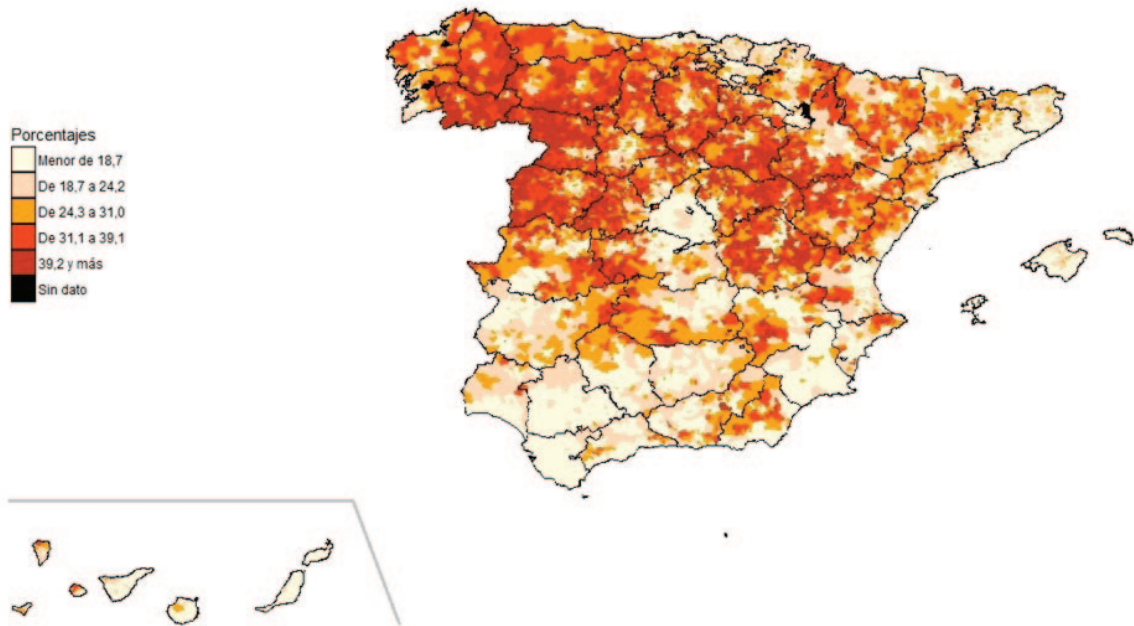 Porcentajes
Menor de 18,7
De 18,7 a 24,2
De 24,3 a 31,0
De 31,1 a 39,1
39,2 y más
Sin dato